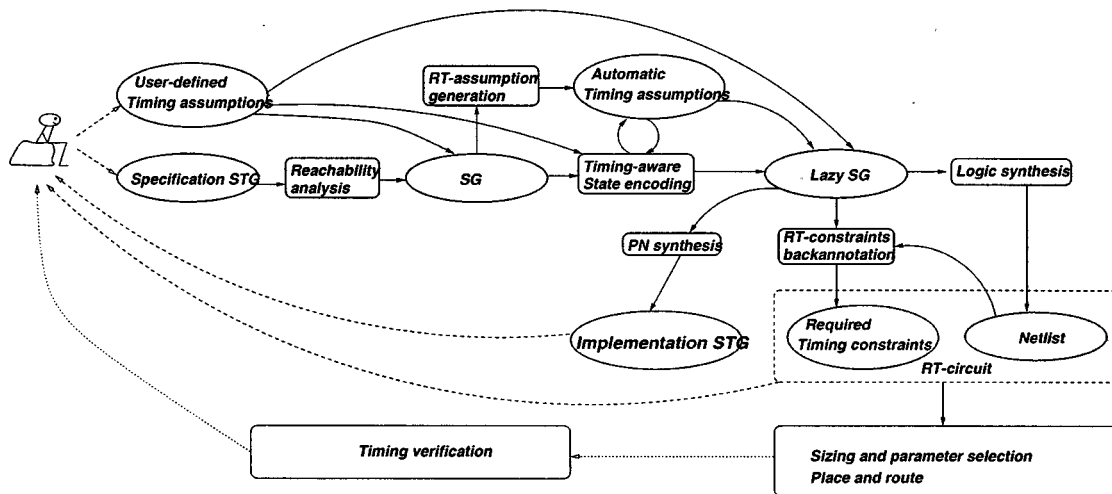 User-defined
Timing assumptions
RT-assumption
generation
Automatic
Timing assumptions
Specification STG
Reachability
analysis
SG
Timing-aware
State encoding
Lazy SG
Logic synthesis
PN synthesis
RT-constraints
backannotation
Implementation STG
Required
Timing constraints
Netlist
RT-circuit
Timing verification
Sizing and parameter selection
Place and route